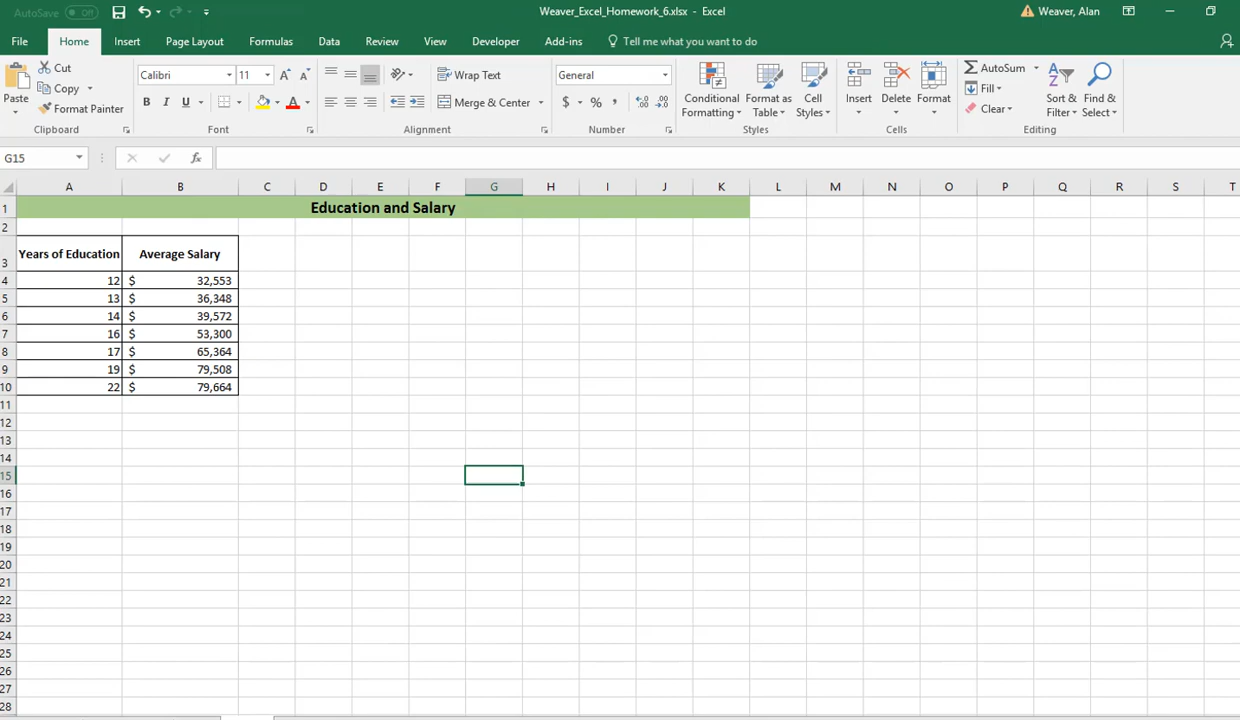 AutoSave Off Weaver_Excel_Homework_6.xlsx - Excel Weaver, Alan
File Home Insert Page Layout Formulas Data Review View Developer Add-ins Tell me what you want to do
Paste Cut Copy Format Painter
Calibri 11 B I U
Wrap Text Merge & Center
General $ % ,
Conditional Formatting Format as Table Cell Styles
Insert Delete Format
AutoSum Fill Clear Sort & Filter Find & Select
Clipboard Font Alignment Number Styles Cells Editing
G15 fx
A B C D E F G H I J K L M N O P Q R S T
1 Education and Salary
2
3 Years of Education Average Salary
4 12 $ 32,553
5 13 $ 36,348
6 14 $ 39,572
7 16 $ 53,300
8 17 $ 65,364
9 19 $ 79,508
10 22 $ 79,664
11
12
13
14
15
16
17
18
19
20
21
22
23
24
25
26
27
28